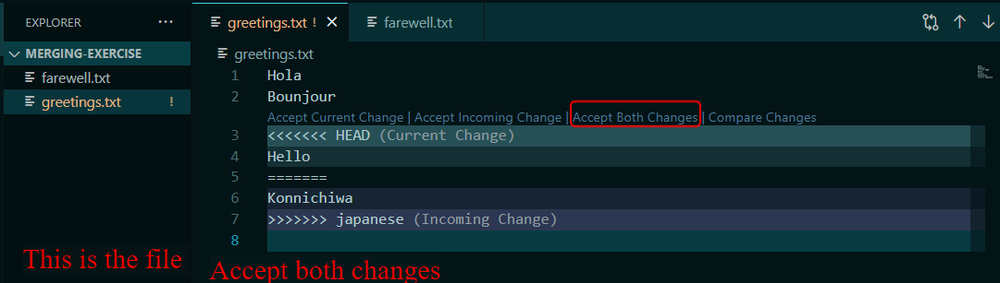 EXPLORER ...
MERGING-EXERCISE
farewell.txt
greetings.txt !
greetings.txt ! farewell.txt
greetings.txt
1 Hola
2 Bounjour
Accept Current Change | Accept Incoming Change | Accept Both Changes | Compare Changes
3 <<<<<<< HEAD (Current Change)
4 Hello
5 =======
6 Konnichiwa
7 >>>>>>> japanese (Incoming Change)
8
This is the file
Accept both changes